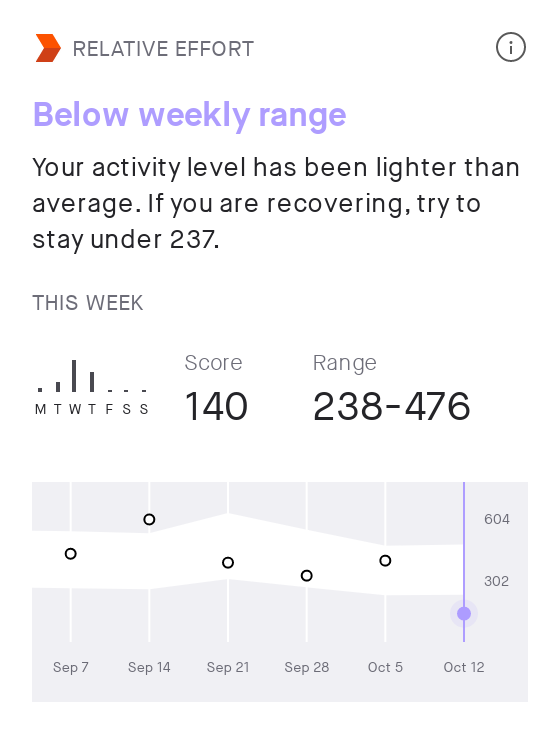 RELATIVE EFFORT
Below weekly range
Your activity level has been lighter than
average. If you are recovering, try to
stay under 237.
THIS WEEK
Score
Range
M T W T F S S
140
238-476
604
302
Sep 7
Sep 14
Sep 21
Sep 28
Oct 5
Oct 12